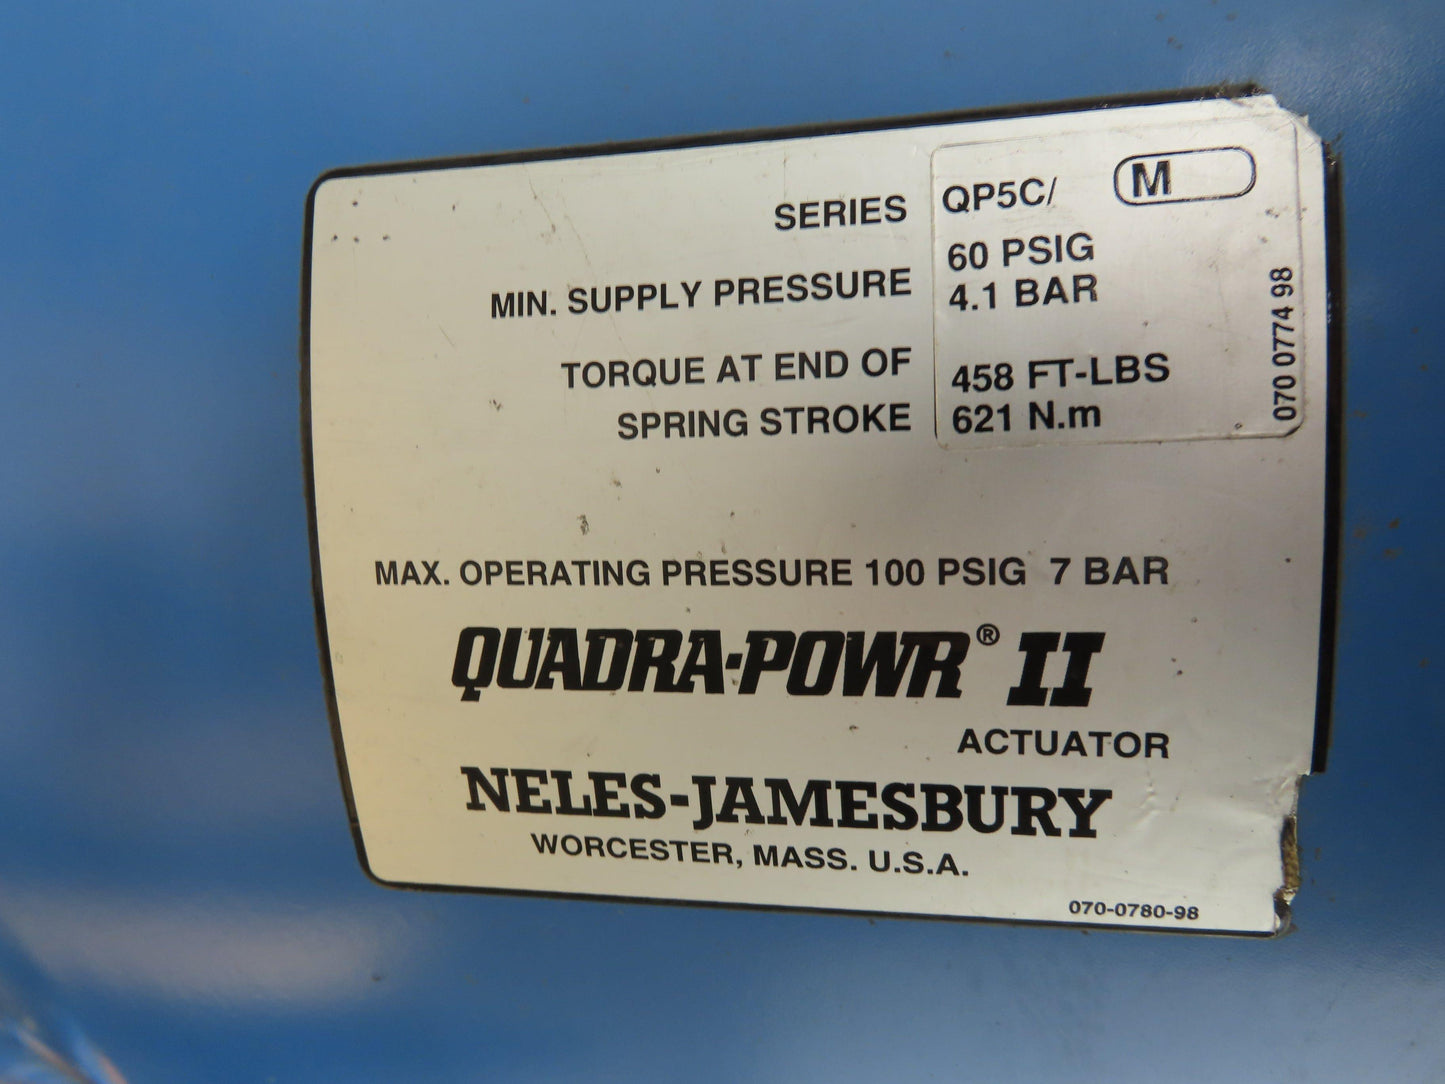 SERIES QP5C/ M
MIN. SUPPLY PRESSURE 60 PSIG
4.1 BAR
TORQUE AT END OF 458 FT-LBS
SPRING STROKE 621 N.m
070 0774 98
MAX. OPERATING PRESSURE 100 PSIG 7 BAR
QUADRA-POWR® II
ACTUATOR
NELES-JAMESBURY
WORCESTER, MASS. U.S.A.
070-0780-98